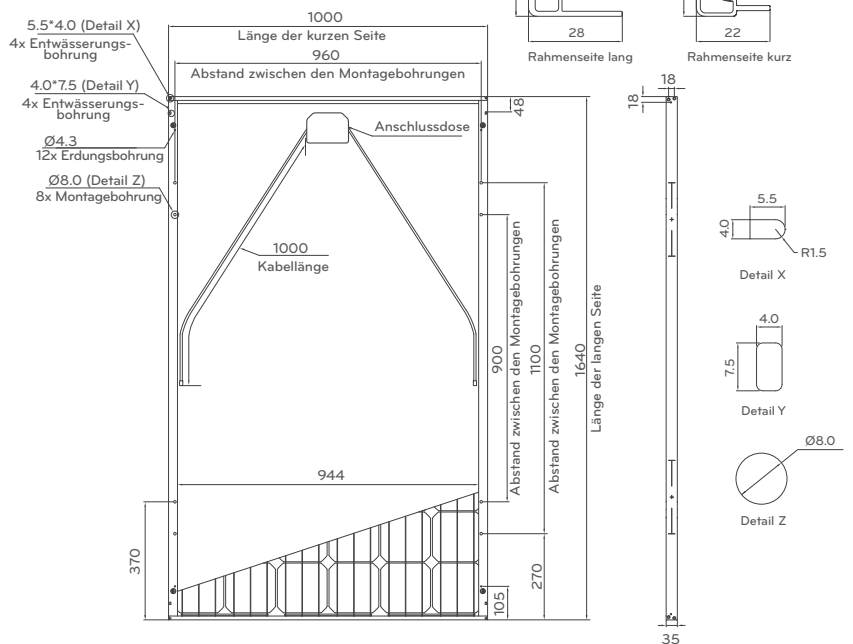 28
22
Rahmenseite lang
Rahmenseite kurz
1000
Länge der kurzen Seite
960
Abstand zwischen den Montagebohrungen
5.5*4.0 (Detail X)
4x Entwässerungs-
bohrung
4.0*7.5 (Detail Y)
4x Entwässerungs-
bohrung
Ø4.3
12x Erdungsbohrung
Ø8.0 (Detail Z)
8x Montagebohrung
Anschlussdose
48
1000
Kabellänge
900
Abstand zwischen den Montagebohrungen
1100
Abstand zwischen den Montagebohrungen
1640
Länge der langen Seite
944
370
105
270
18
18
35
5.5
4.0
R1.5
Detail X
4.0
7.5
Detail Y
Ø8.0
Detail Z